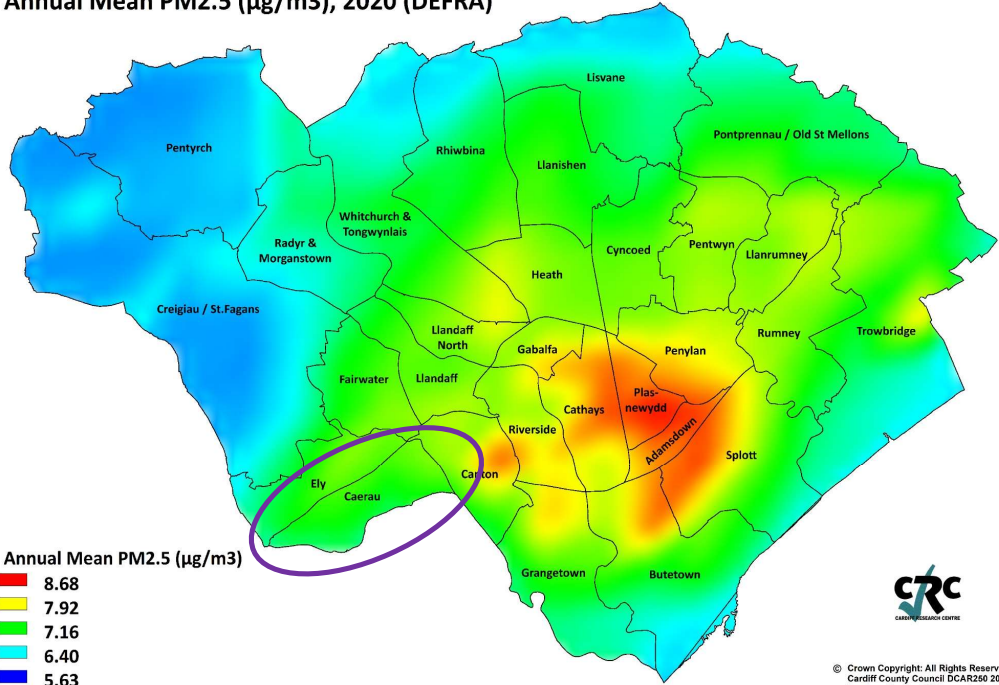 Annual Mean PM2.5 (µg/m3), 2020 (DEFRA)
Lisvane
Pontprennau / Old St Mellons
Pentyrch
Rhiwbina
Llanishen
Whitchurch &
Tongwynlais
Radyr &
Morganstown
Cyncoed
Pentwyn
Llanrumney
Heath
Creigiau / St.Fagans
Llandaff
North
Gabalfa
Penylan
Rumney
Trowbridge
Fairwater
Llandaff
Plas-
newydd
Cathays
Riverside
Adamsdown
Splott
Canton
Ely
Caerau
Grangetown
Butetown
Annual Mean PM2.5 (µg/m3)
8.68
7.92
7.16
6.40
5.63
CRC
CARDIFF RESEARCH CENTRE
© Crown Copyright: All Rights Reserv
Cardiff County Council DCAR250 20